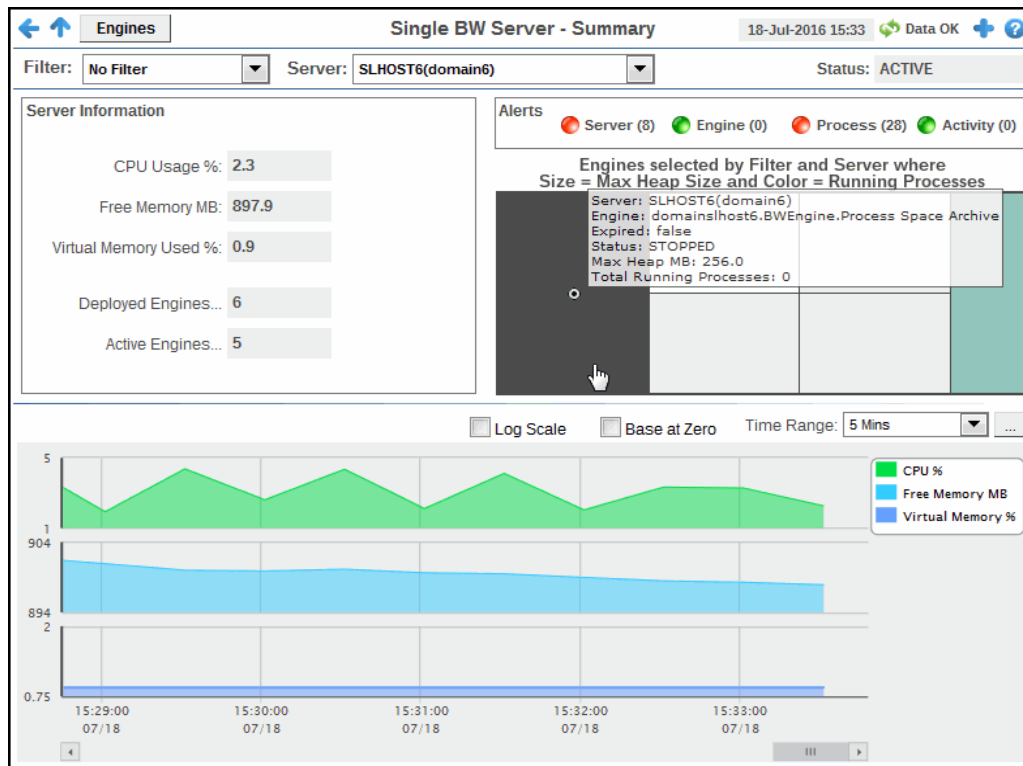 Engines Single BW Server - Summary 18-Jul-2016 15:33 Data OK ?
Filter: No Filter Server: SLHOST6(domain6) Status: ACTIVE
Server Information
CPU Usage %: 2.3
Free Memory MB: 897.9
Virtual Memory Used %: 0.9
Deployed Engines... 6
Active Engines... 5
Alerts
Server (8) Engine (0) Process (28) Activity (0)
Engines selected by Filter and Server where
Size = Max Heap Size and Color = Running Processes
Server: SLHOST6(domain6)
Engine: domainslhost6.BWEngine.Process Space Archive
Expired: false
Status: STOPPED
Max Heap MB: 256.0
Total Running Processes: 0
Log Scale Base at Zero Time Range: 5 Mins ...
5
1
904
894
2
0.75
CPU %
Free Memory MB
Virtual Memory %
15:29:00 15:30:00 15:31:00 15:32:00 15:33:00
07/18 07/18 07/18 07/18 07/18